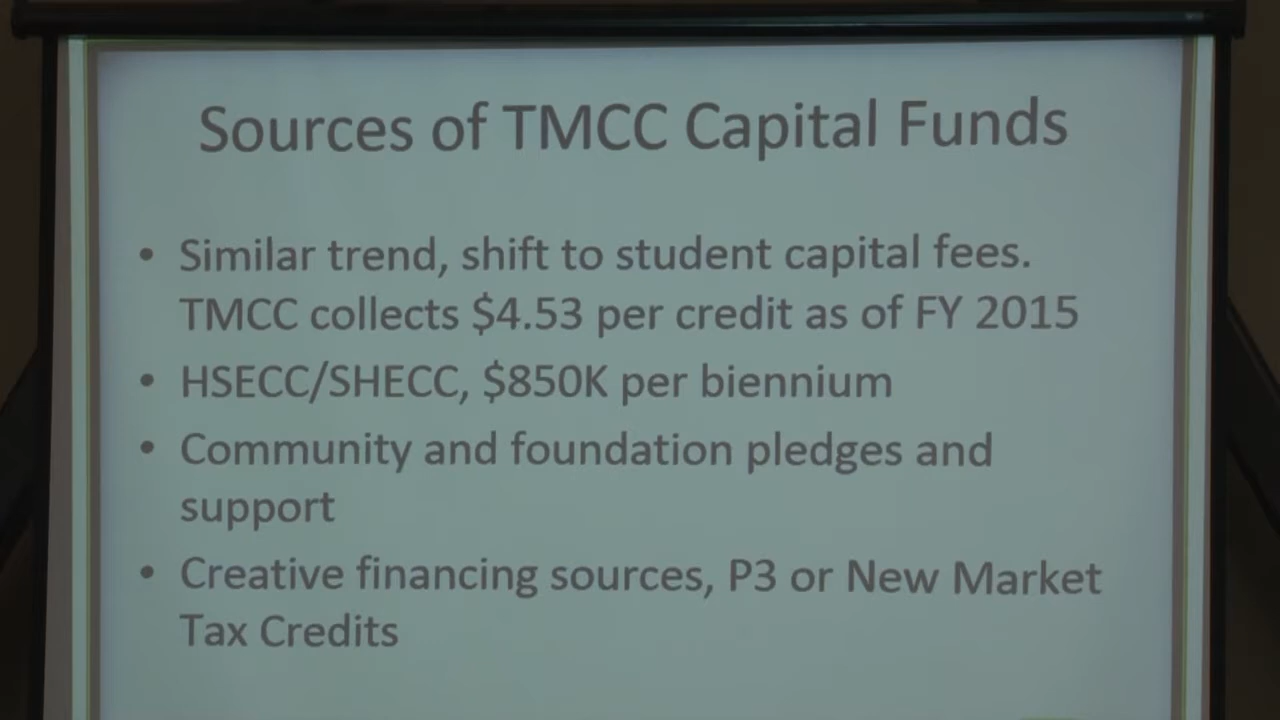 Sources of TMCC Capital Funds
• Similar trend, shift to student capital fees.
TMCC collects $4.53 per credit as of FY 2015
• HSECC/SHECC, $850K per biennium
• Community and foundation pledges and
support
• Creative financing sources, P3 or New Market
Tax Credits